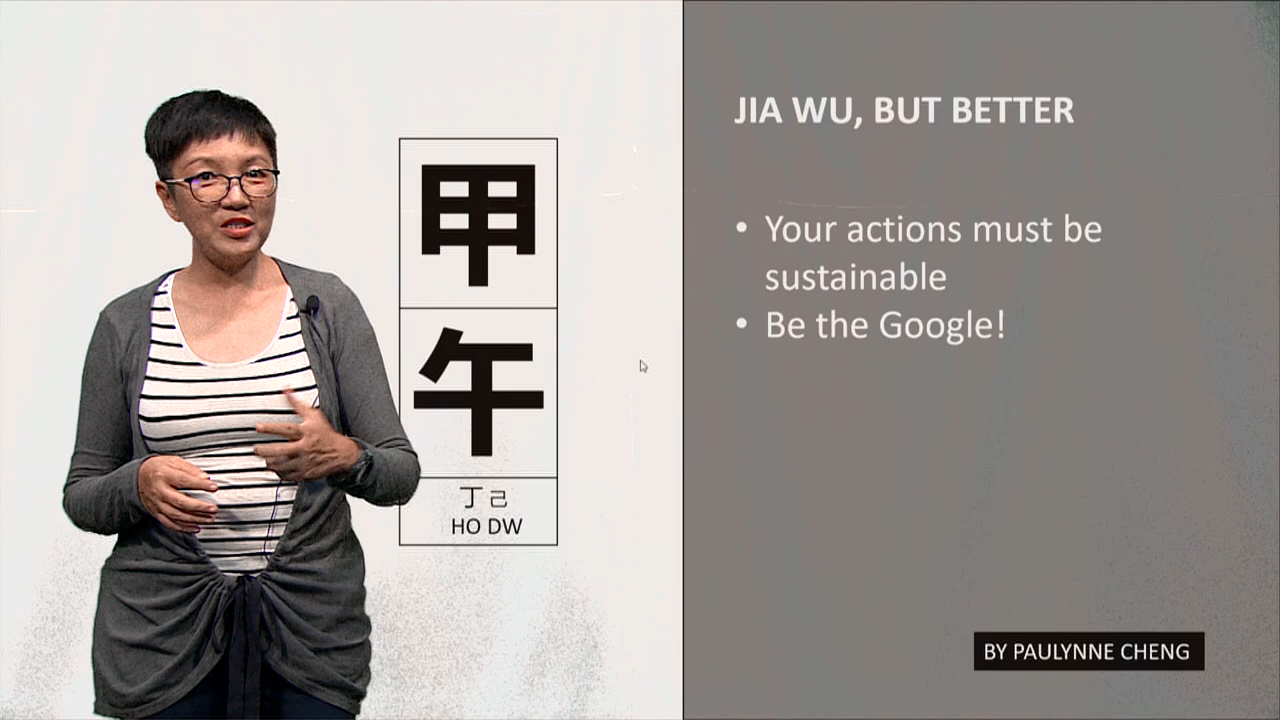 甲
午
丁己
HO DW
JIA WU, BUT BETTER
• Your actions must be
sustainable
• Be the Google!
BY PAULYNNE CHENG